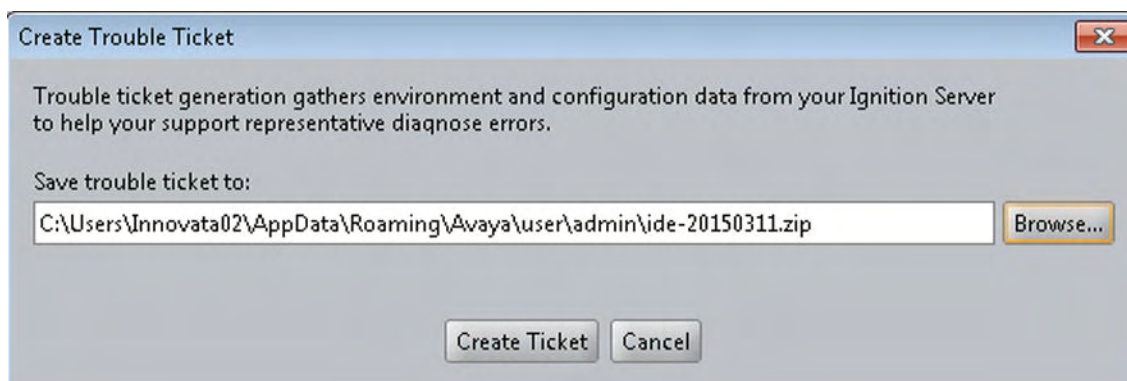 Create Trouble Ticket
Trouble ticket generation gathers environment and configuration data from your Ignition Server
to help your support representative diagnose errors.
Save trouble ticket to:
C:\Users\Innovata02\AppData\Roaming\Avaya\user\admin\ide-20150311.zip
Browse...
Create Ticket
Cancel